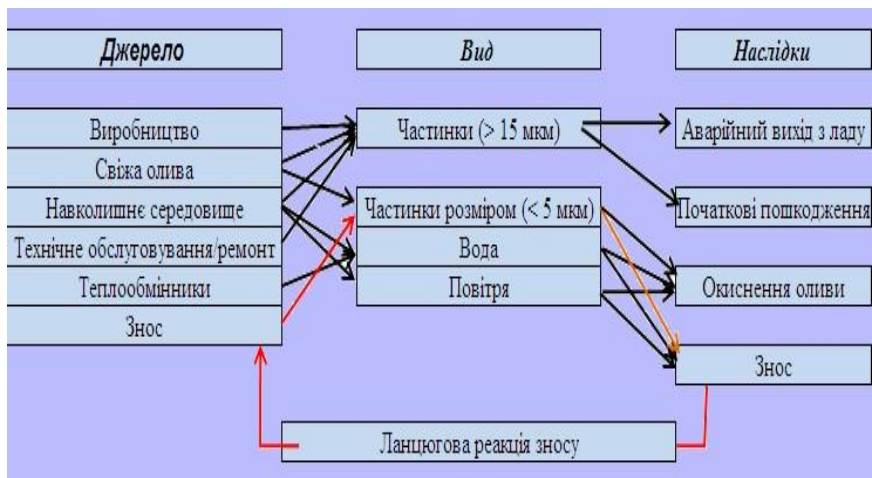 Джерело
Вид
Наслідки
Виробництво
Свіжа олива
Навколишнє середовище
Технічне обслуговування/ремонт
Теплообмінники
Знос
Частинки (> 15 мкм)
Частинки розміром (< 5 мкм)
Вода
Повітря
Аварійний вихід з ладу
Початкові пошкодження
Окиснення оливи
Знос
Ланцюгова реакція зносу